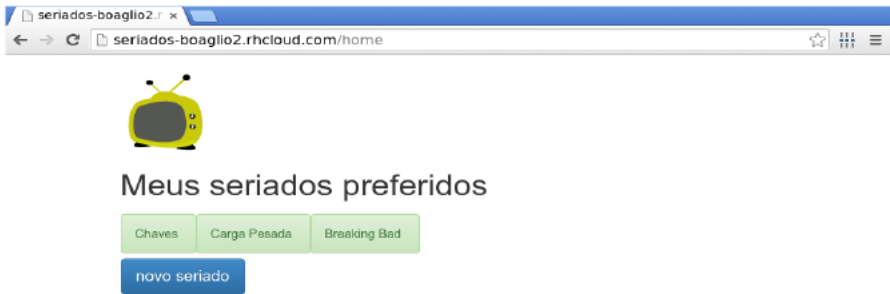 seriados-boaglio2.r
seriados-boaglio2.rhcloud.com/home
Meus seriados preferidos
Chaves Carga Pesada Breaking Bad
novo seriado